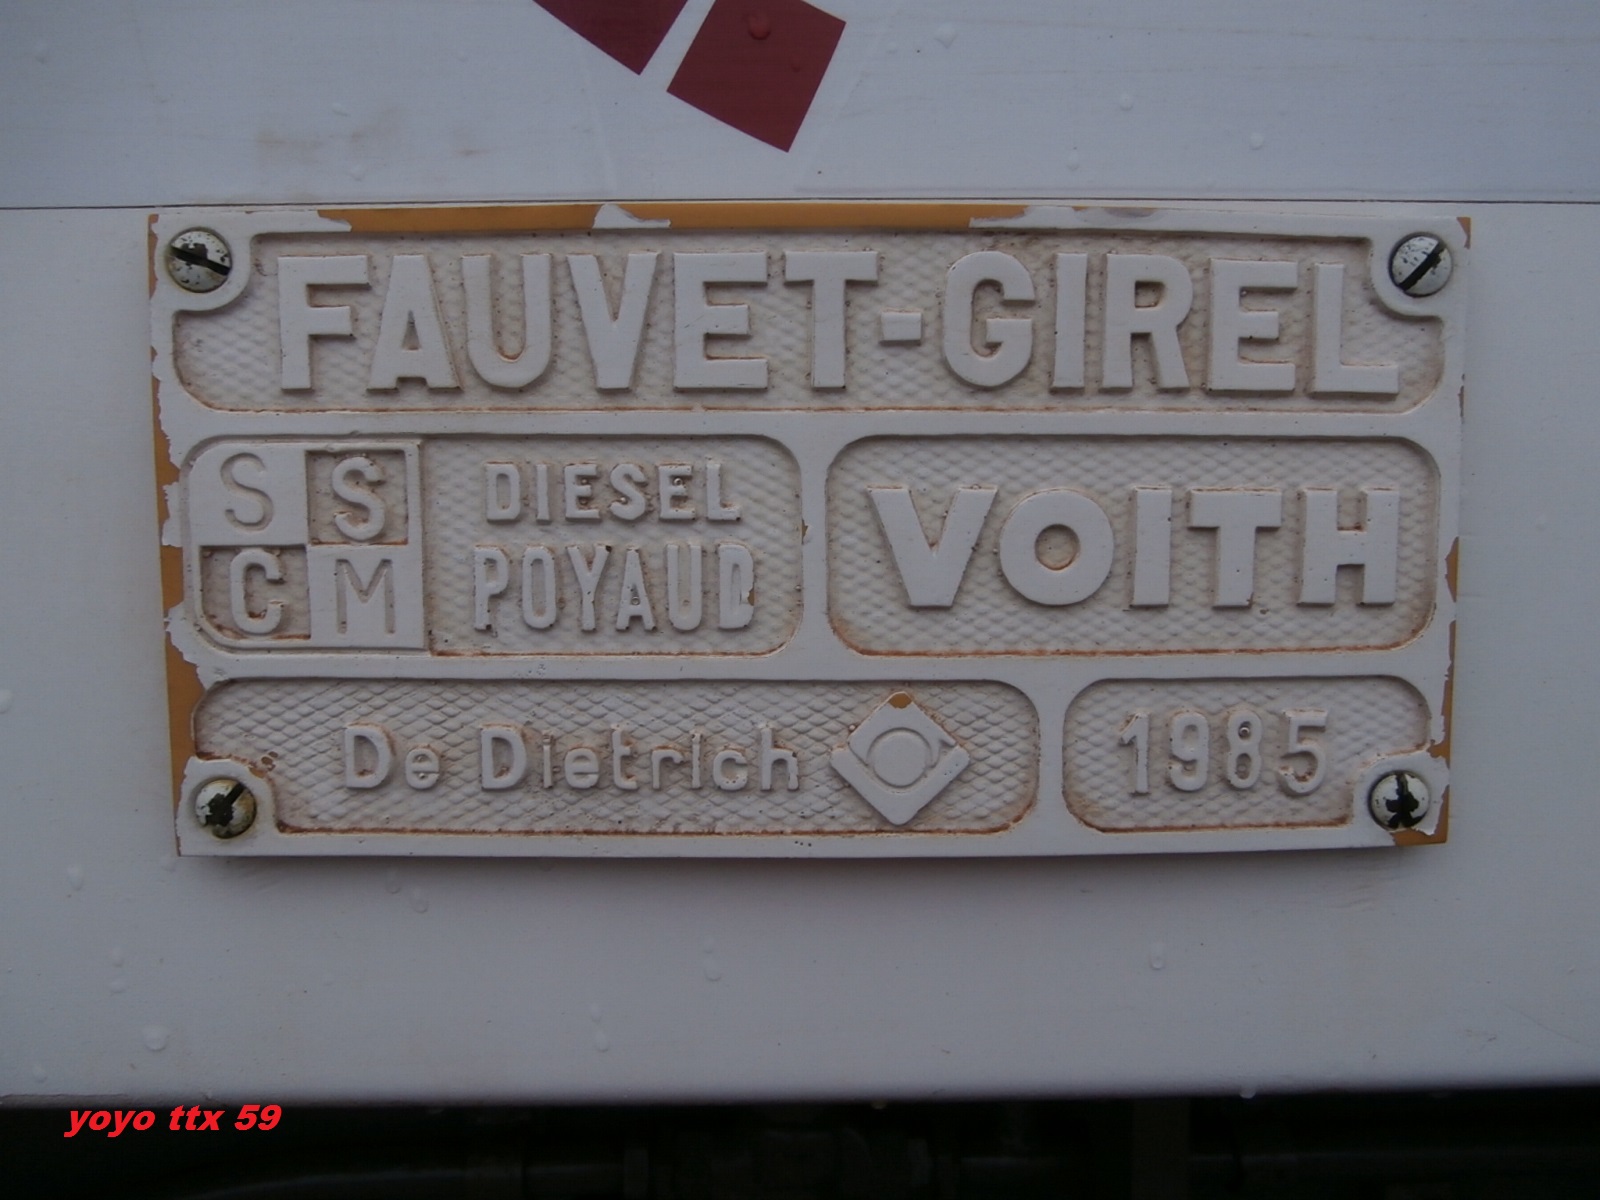 FAUVET-GIREL
S S
C M
DIESEL
POYAUD
VOITH
De Dietrich
1985
yoyo ttx 59